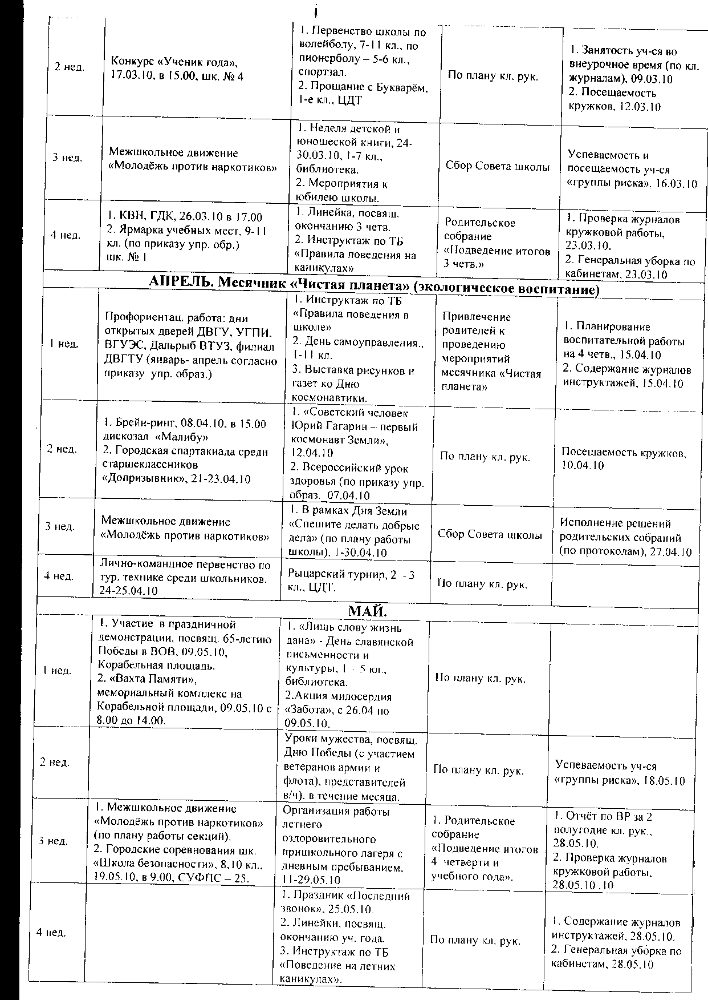 2 нед.
Конкурс «Ученик года»,
17.03.10, в 15.00, шк. № 4
1. Первенство школы по
волейболу, 7-11 кл., по
пионерболу – 5-6 кл.,
спортзал.
2. Прощание с Букварём,
1-е кл., ЦДТ
По плану кл. рук.
1. Занятость уч-ся во
внеурочное время (по кл.
журналам), 09.03.10
2. Посещаемость
кружков, 12.03.10
3 нед.
Межшкольное движение
«Молодёжь против наркотиков»
1. Неделя детской и
юношеской книги, 24-
30.03.10, 1-7 кл.,
библиотека.
2. Мероприятия к
юбилею школы.
Сбор Совета школы
Успеваемость и
посещаемость уч-ся
«группы риска», 16.03.10
4 нед.
1. КВН, ГДК, 26.03.10 в 17.00
2. Ярмарка учебных мест, 9-11
кл. (по приказу упр. обр.)
шк. № 1
1. Линейка, посвящ.
окончанию 3 четв.
2. Инструктаж по ТБ
«Правила поведения на
каникулах»
Родительское
собрание
«Подведение итогов
3 четв.»
1. Проверка журналов
кружковой работы,
23.03.10.
2. Генеральная уборка по
кабинетам, 23.03.10
АПРЕЛЬ. Месячник «Чистая планета» (экологическое воспитание)
1 нед.
Профориентац. работа: дни
открытых дверей ДВГУ, УГПИ,
ВГУЭС, Дальрыб ВТУЗ, филиал
ДВГТУ (январь- апрель согласно
приказу упр. образ.)
1. Инструктаж по ТБ
«Правила поведения в
школе»
2. День самоуправления.,
1-11 кл.
3. Выставка рисунков и
газет ко Дню
космонавтики.
Привлечение
родителей к
проведению
мероприятий
месячника «Чистая
планета»
1. Планирование
воспитательной работы
на 4 четв., 15.04.10
2. Содержание журналов
инструктажей, 15.04.10
2 нед.
1. Брейн-ринг, 08.04.10, в 15.00
дискозал «Малибу»
2. Городская спартакиада среди
старшеклассников
«Допризывник», 21-23.04.10
1. «Советский человек
Юрий Гагарин – первый
космонавт Земли»,
12.04.10
2. Всероссийский урок
здоровья (по приказу упр.
образ. 07.04.10
По плану кл. рук.
Посещаемость кружков,
10.04.10
3 нед.
Межшкольное движение
«Молодёжь против наркотиков»
1. В рамках Дня Земли
«Спешите делать добрые
дела» (по плану работы
школы), 1-30.04.10
Сбор Совета школы
Исполнение решений
родительских собраний
(по протоколам), 27.04.10
4 нед.
Лично-командное первенство по
тур. технике среди школьников.
24-25.04.10
Рыцарский турнир, 2 - 3
кл., ЦДТ.
По плану кл. рук.
МАЙ.
1 нед.
1. Участие в праздничной
демонстрации, посвящ. 65-летию
Победы в ВОВ, 09.05.10,
Корабельная площадь.
2. «Вахта Памяти»,
мемориальный комплекс на
Корабельной площади, 09.05.10 с
8.00 до 14.00.
1. «Лишь слову жизнь
дана» - День славянской
письменности и
культуры, 1 - 5 кл.,
библиотека.
2.Акция милосердия
«Забота», с 26.04 по
09.05.10.
По плану кл. рук.
2 нед.
Уроки мужества, посвящ.
Дню Победы (с участием
ветеранов армии и
флота), представителей
в/ч), в течение месяца.
По плану кл. рук.
Успеваемость уч-ся
«группы риска», 18.05.10
3 нед.
1. Межшкольное движение
«Молодёжь против наркотиков»
(по плану работы секций).
2. Городские соревнования шк.
«Школа безопасности», 8,10 кл.,
19.05.10, в 9.00, СУФПС – 25.
Организация работы
летнего
оздоровительного
пришкольного лагеря с
дневным пребыванием,
11-29.05.10
1. Родительское
собрание
«Подведение итогов
4 четверти и
учебного года».
1. Отчёт по ВР за 2
полугодие кл. рук.,
28.05.10.
2. Проверка журналов
кружковой работы,
28.05.10 .10
4 нед.
1. Праздник «Последний
звонок», 25.05.10.
2. Линейки, посвящ.
окончанию уч. года.
3. Инструктаж по ТБ
«Поведение на летних
каникулах».
По плану кл. рук.
1. Содержание журналов
инструктажей, 28.05.10.
2. Генеральная уборка по
кабинетам, 28.05.10